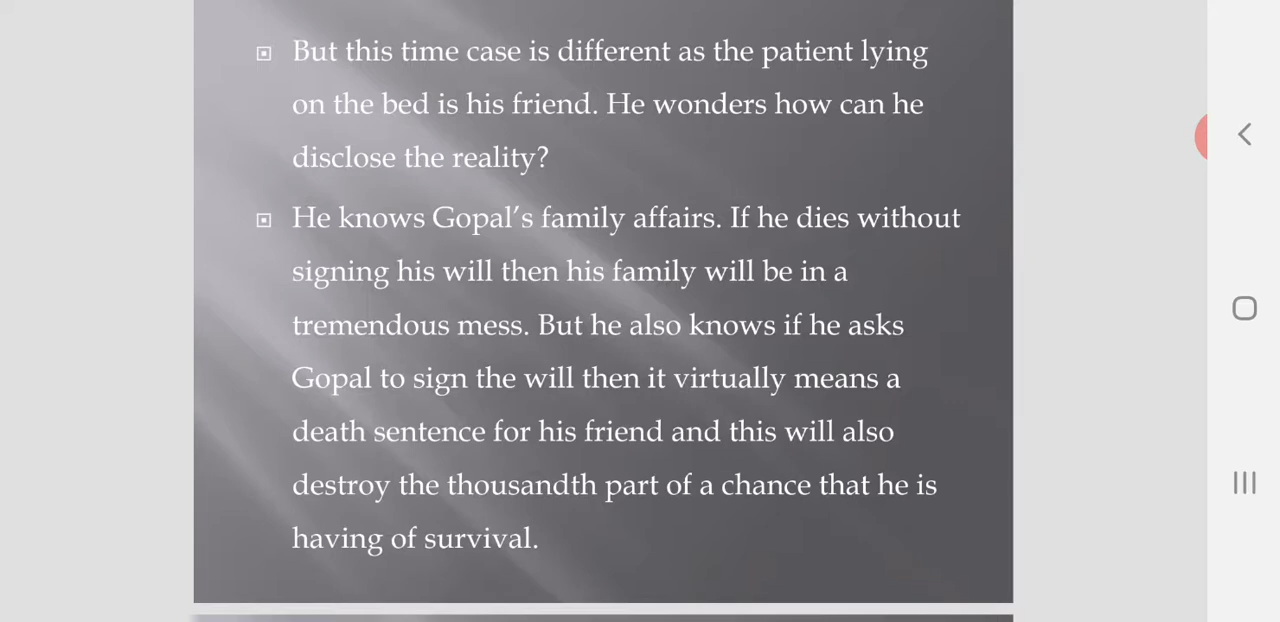 But this time case is different as the patient lying
on the bed is his friend. He wonders how can he
disclose the reality?
He knows Gopal’s family affairs. If he dies without
signing his will then his family will be in a
tremendous mess. But he also knows if he asks
Gopal to sign the will then it virtually means a
death sentence for his friend and this will also
destroy the thousandth part of a chance that he is
having of survival.